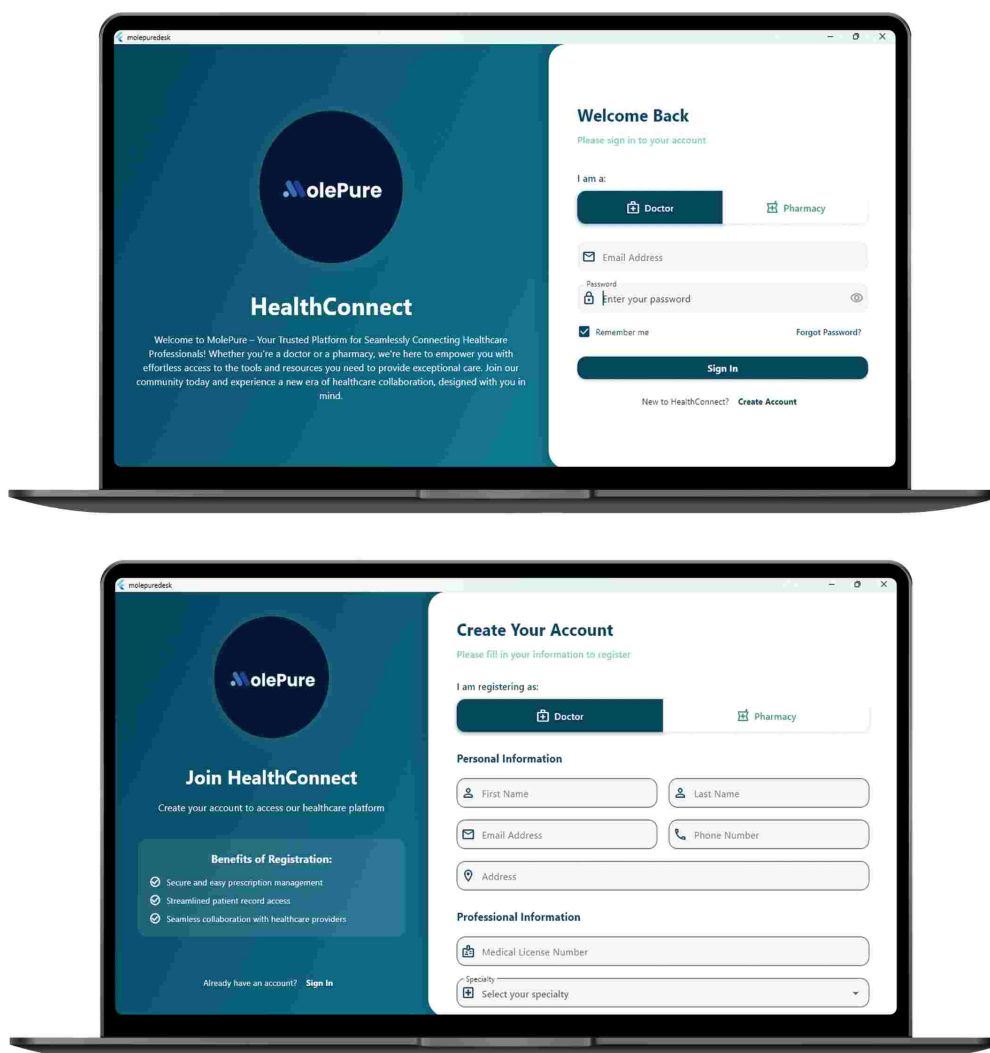 molepuredesk
MolePure
HealthConnect
Welcome to MolePure – Your Trusted Platform for Seamlessly Connecting Healthcare
Professionals! Whether you're a doctor or a pharmacy, we're here to empower you with
effortless access to the tools and resources you need to provide exceptional care. Join our
community today and experience a new era of healthcare collaboration, designed with you in
mind.
Welcome Back
Please sign in to your account
I am a:
Doctor
Pharmacy
Email Address
Password
Enter your password
Remember me
Forgot Password?
Sign In
New to HealthConnect? Create Account
molepuredesk
MolePure
Join HealthConnect
Create your account to access our healthcare platform
Benefits of Registration:
Secure and easy prescription management
Streamlined patient record access
Seamless collaboration with healthcare providers
Already have an account? Sign In
Create Your Account
Please fill in your information to register
I am registering as:
Doctor
Pharmacy
Personal Information
First Name
Last Name
Email Address
Phone Number
Address
Professional Information
Medical License Number
Specialty
Select your specialty